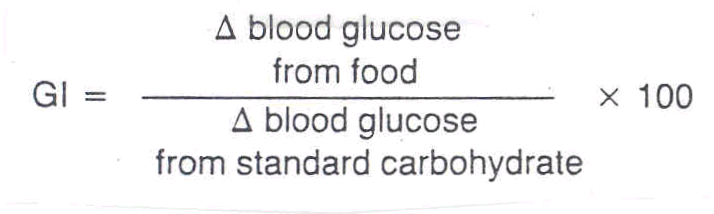 Δ blood glucose
from food
GI = × 100
Δ blood glucose
from standard carbohydrate